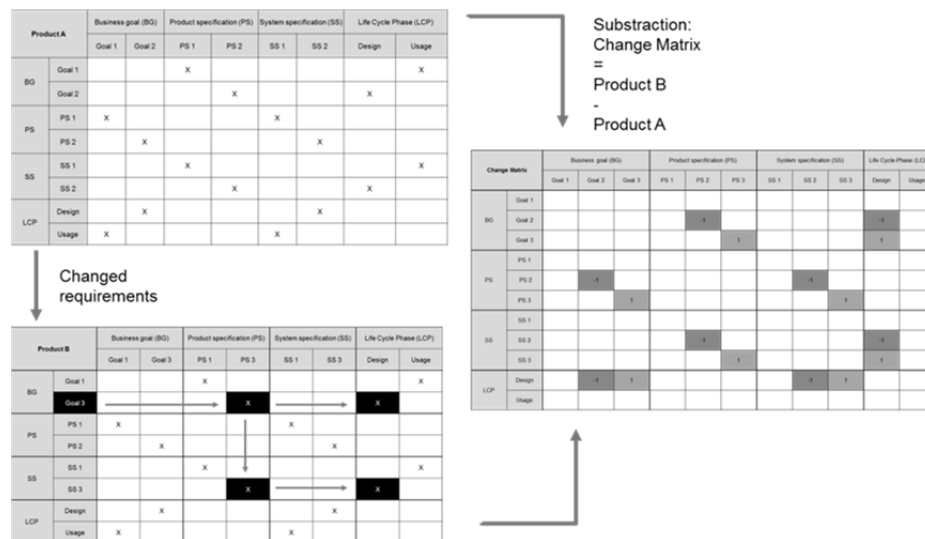 Product A Business goal (BG) Product specification (PS) System specification (SS) Life Cycle Phase (LCP)
Goal 1 Goal 2 PS 1 PS 2 SS 1 SS 2 Design Usage
BG Goal 1 X X
Goal 2 X X
PS PS 1 X X
PS 2 X X
SS SS 1 X X
SS 2 X X
LCP Design X X
Usage X X
Substraction:
Change Matrix
=
Product B
-
Product A
Changed
requirements
Product B Business goal (BG) Product specification (PS) System specification (SS) Life Cycle Phase (LCP)
Goal 1 Goal 3 PS 1 PS 3 SS 1 SS 3 Design Usage
BG Goal 1 X X
Goal 3 X X
PS PS 1 X X
PS 2 X X
SS SS 1 X X
SS 3 X X
LCP Design X X
Usage X X
Change Matrix Business goal (BG) Product specification (PS) System specification (SS) Life Cycle Phase (LC
Goal 1 Goal 2 Goal 3 PS 1 PS 2 PS 3 SS 1 SS 2 SS 3 Design Usage
BG Goal 1
Goal 2 -1 -1
Goal 3 1 1
PS PS 1
PS 2 -1 -1
PS 3 1 1
SS SS 1
SS 2 -1 -1
SS 3 1 1
LCP Design -1 1 -1 1
Usage